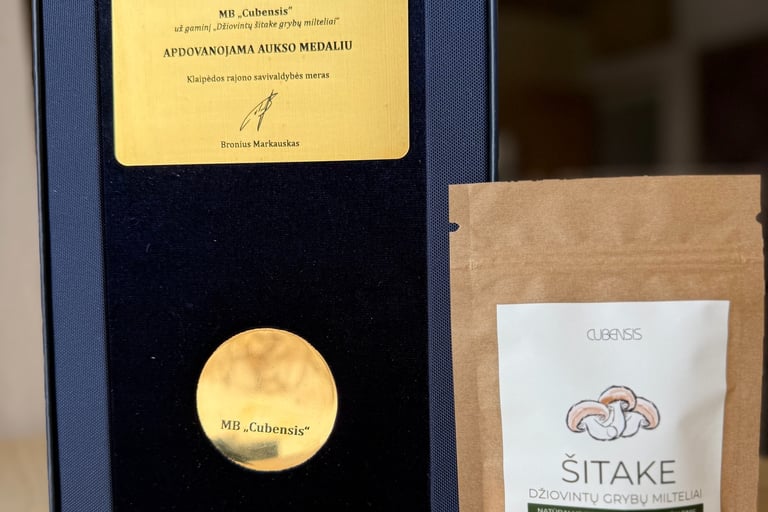 MB „Cubensis“
už gaminį „Džiovintų šitake grybų milteliai“
APDOVANOJAMA AUKSO MEDALIU
Klaipėdos rajono savivaldybės meras
Bronius Markauskas
MB „Cubensis“
CUBENSIS
ŠITAKE
DŽIOVINTŲ GRYBŲ MILTELIAI